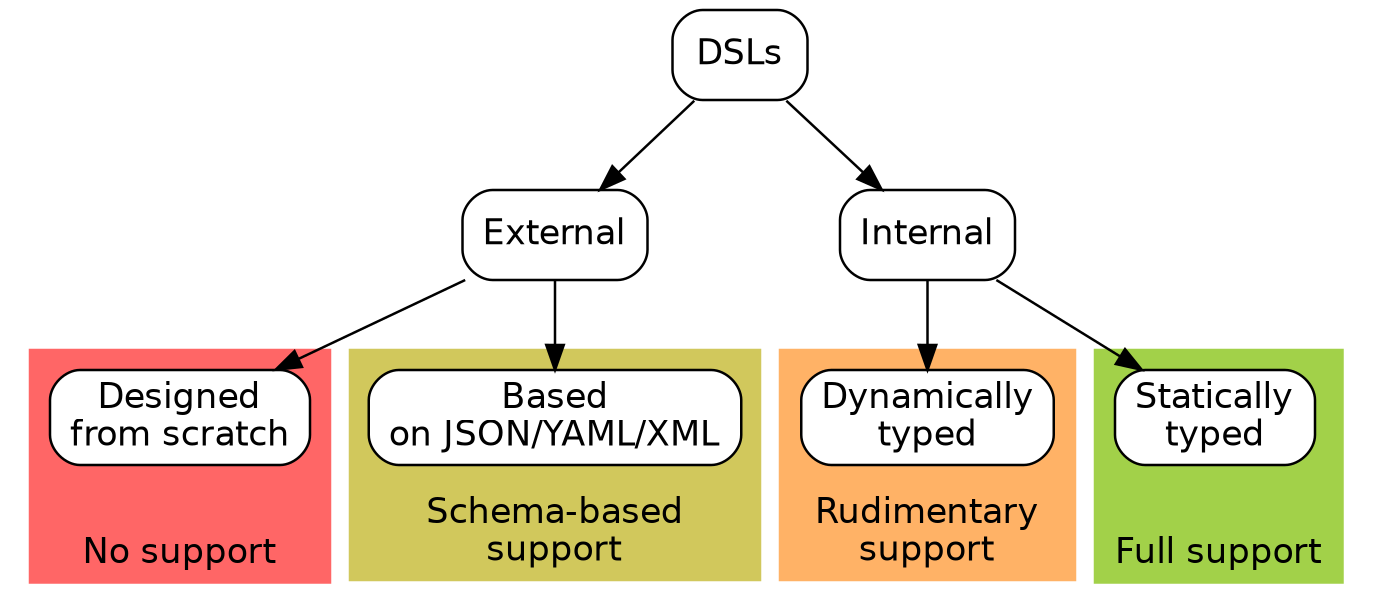 DSLs
External
Internal
Designed
from scratch
Based
on JSON/YAML/XML
Dynamically
typed
Statically
typed
No support
Schema-based
support
Rudimentary
support
Full support